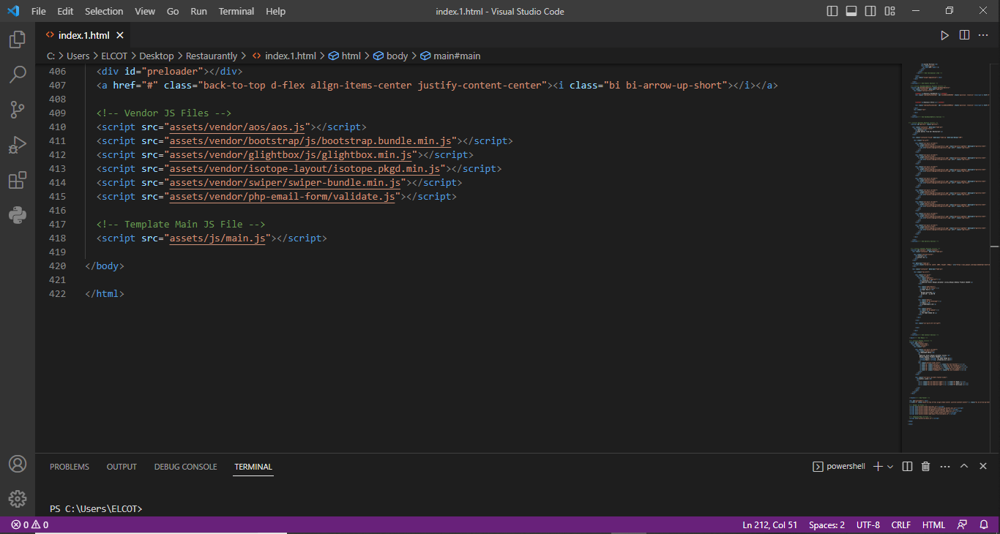 File Edit Selection View Go Run Terminal Help index.1.html - Visual Studio Code
index.1.html
C: > Users > ELCOT > Desktop > Restaurantly > index.1.html > html > body > main#main
406 <div id="preloader"></div>
407 <a href="#" class="back-to-top d-flex align-items-center justify-content-center"><i class="bi bi-arrow-up-short"></i></a>
408
409 <!-- Vendor JS Files -->
410 <script src="assets/vendor/aos/aos.js"></script>
411 <script src="assets/vendor/bootstrap/js/bootstrap.bundle.min.js"></script>
412 <script src="assets/vendor/glightbox/js/glightbox.min.js"></script>
413 <script src="assets/vendor/isotope-layout/isotope.pkgd.min.js"></script>
414 <script src="assets/vendor/swiper/swiper-bundle.min.js"></script>
415 <script src="assets/vendor/php-email-form/validate.js"></script>
416
417 <!-- Template Main JS File -->
418 <script src="assets/js/main.js"></script>
419
420 </body>
421
422 </html>
PROBLEMS OUTPUT DEBUG CONSOLE TERMINAL powershell
PS C:\Users\ELCOT>
0 0 Ln 212, Col 51 Spaces: 2 UTF-8 CRLF HTML